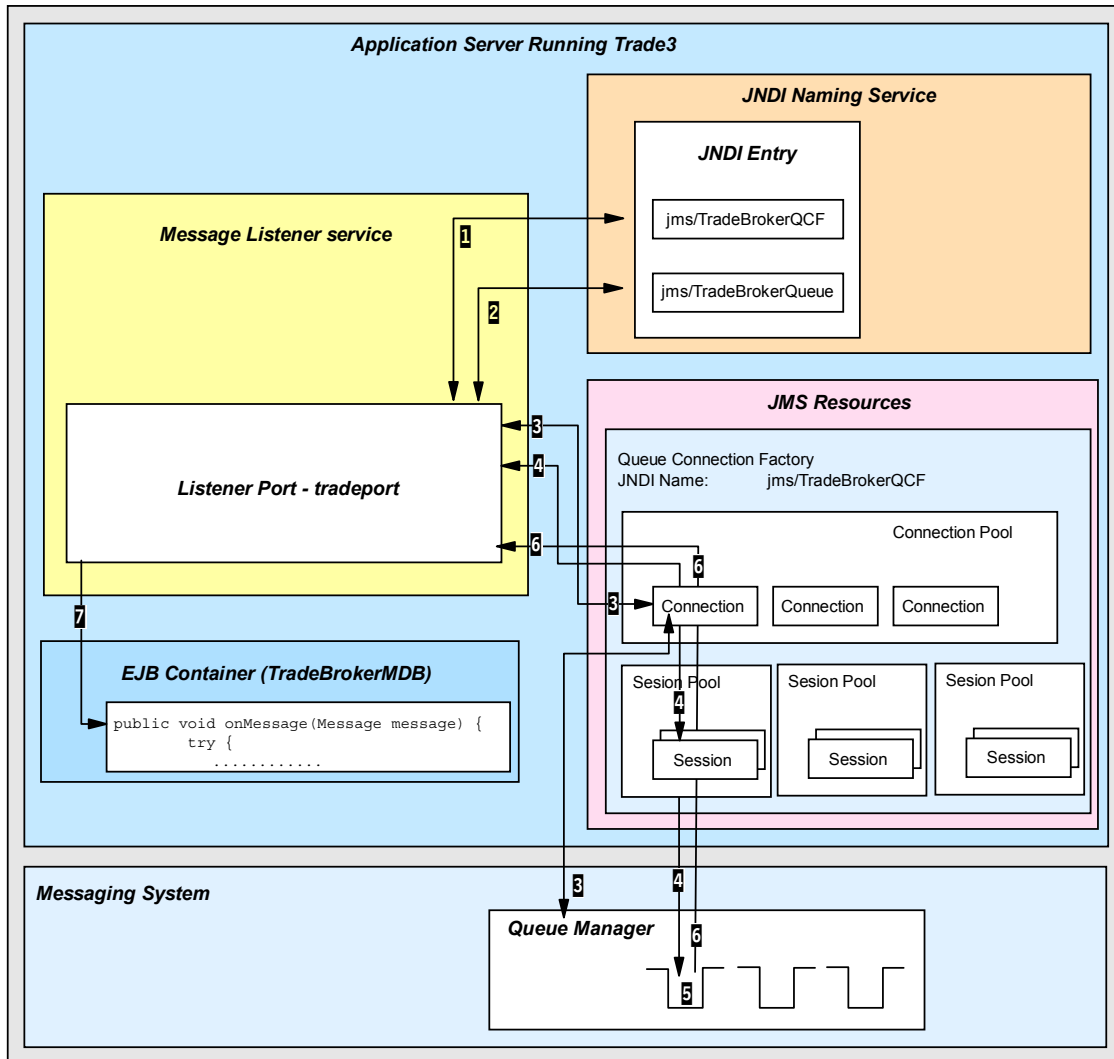 Application Server Running Trade3
JNDI Naming Service
JNDI Entry
jms/TradeBrokerQCF
jms/TradeBrokerQueue
Message Listener service
1
2
Listener Port - tradeport
3
4
6
7
JMS Resources
Queue Connection Factory
JNDI Name: jms/TradeBrokerQCF
Connection Pool
6
3
Connection
Connection
Connection
Sesion Pool
Sesion Pool
Sesion Pool
4
Session
Session
Session
EJB Container (TradeBrokerMDB)
public void onMessage(Message message) {
try {
............
Messaging System
3
4
Queue Manager
6
5